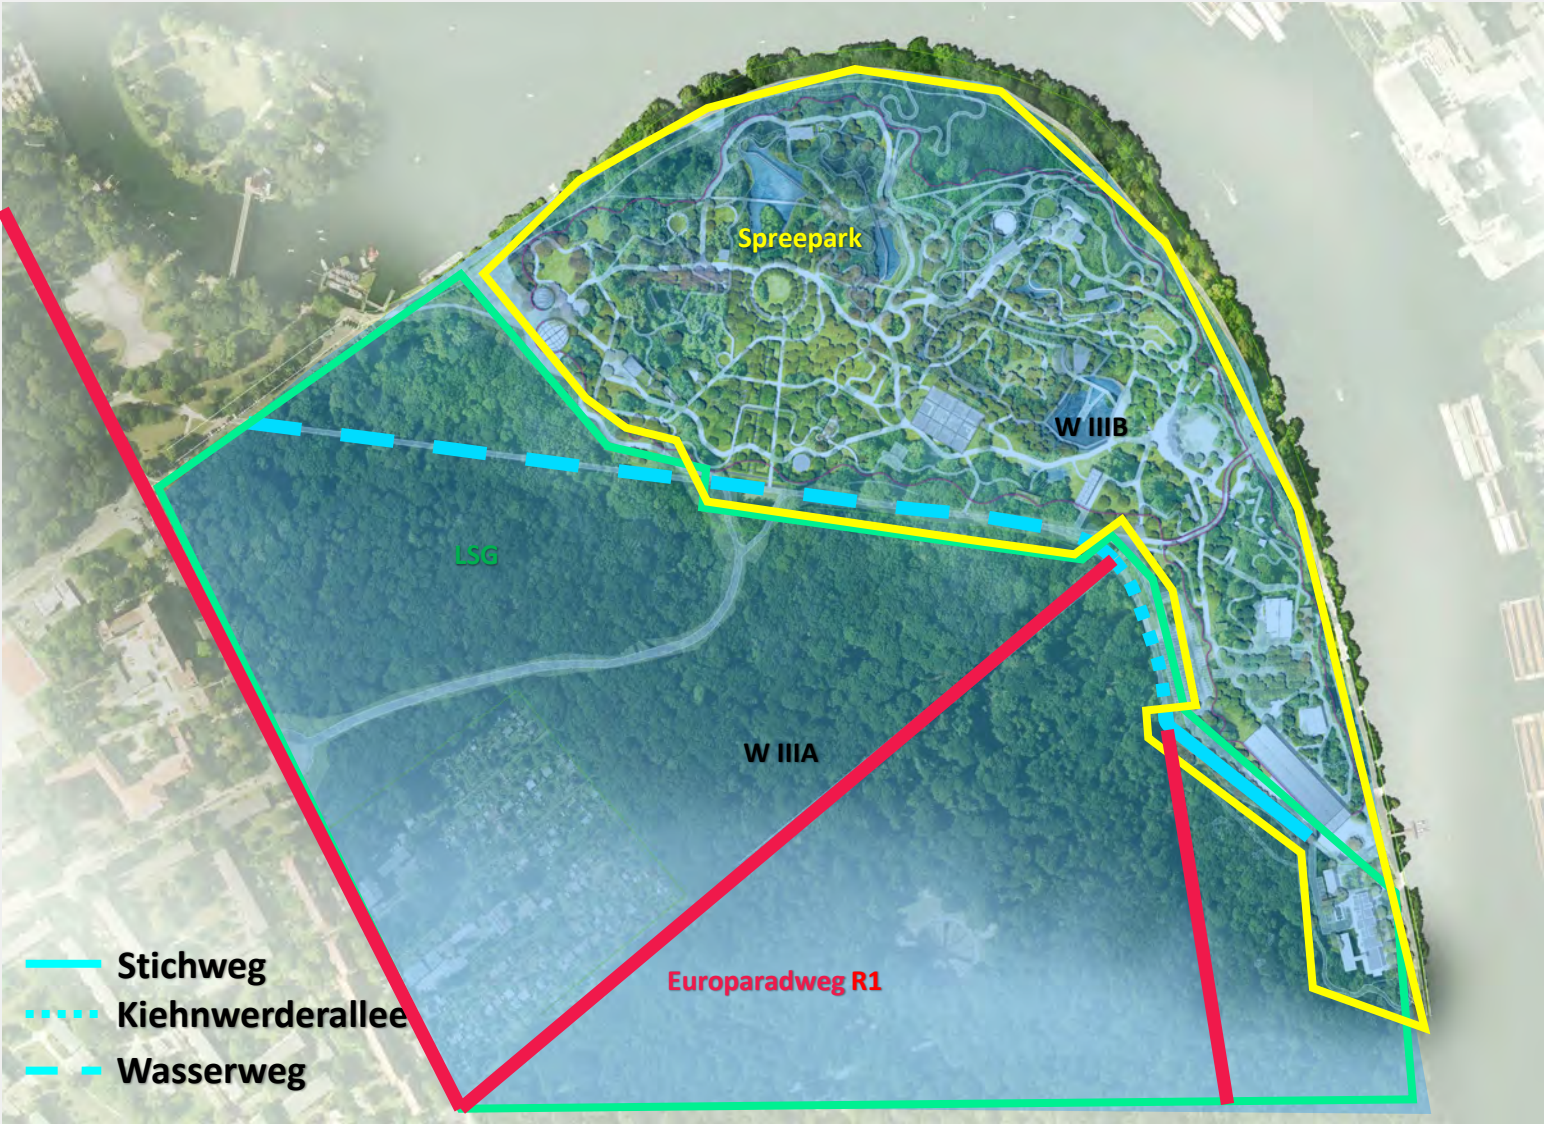 Spreepark
W IIIB
LSG
W IIIA
Europaradweg R1
Stichweg
Kiehnwerderallee
Wasserweg